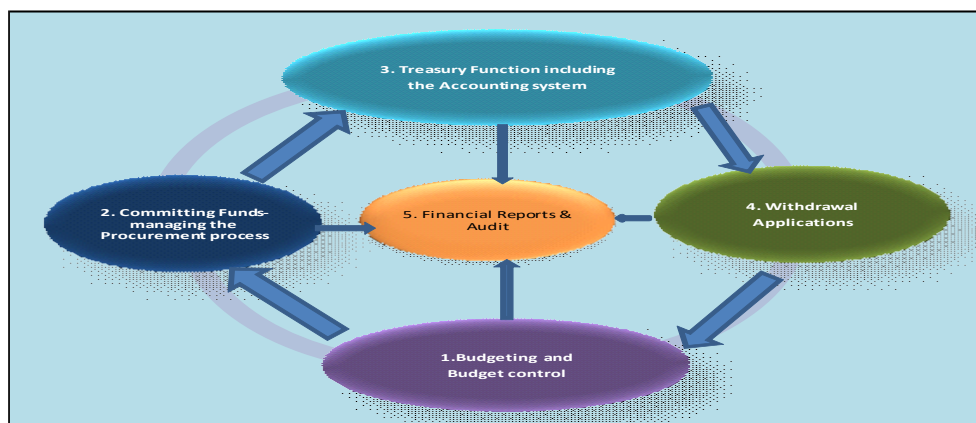 3. Treasury Function including
the Accounting system
2. Committing Funds-
managing the
Procurement process
5. Financial Reports &
Audit
4. Withdrawal
Applications
1.Budgeting and
Budget control